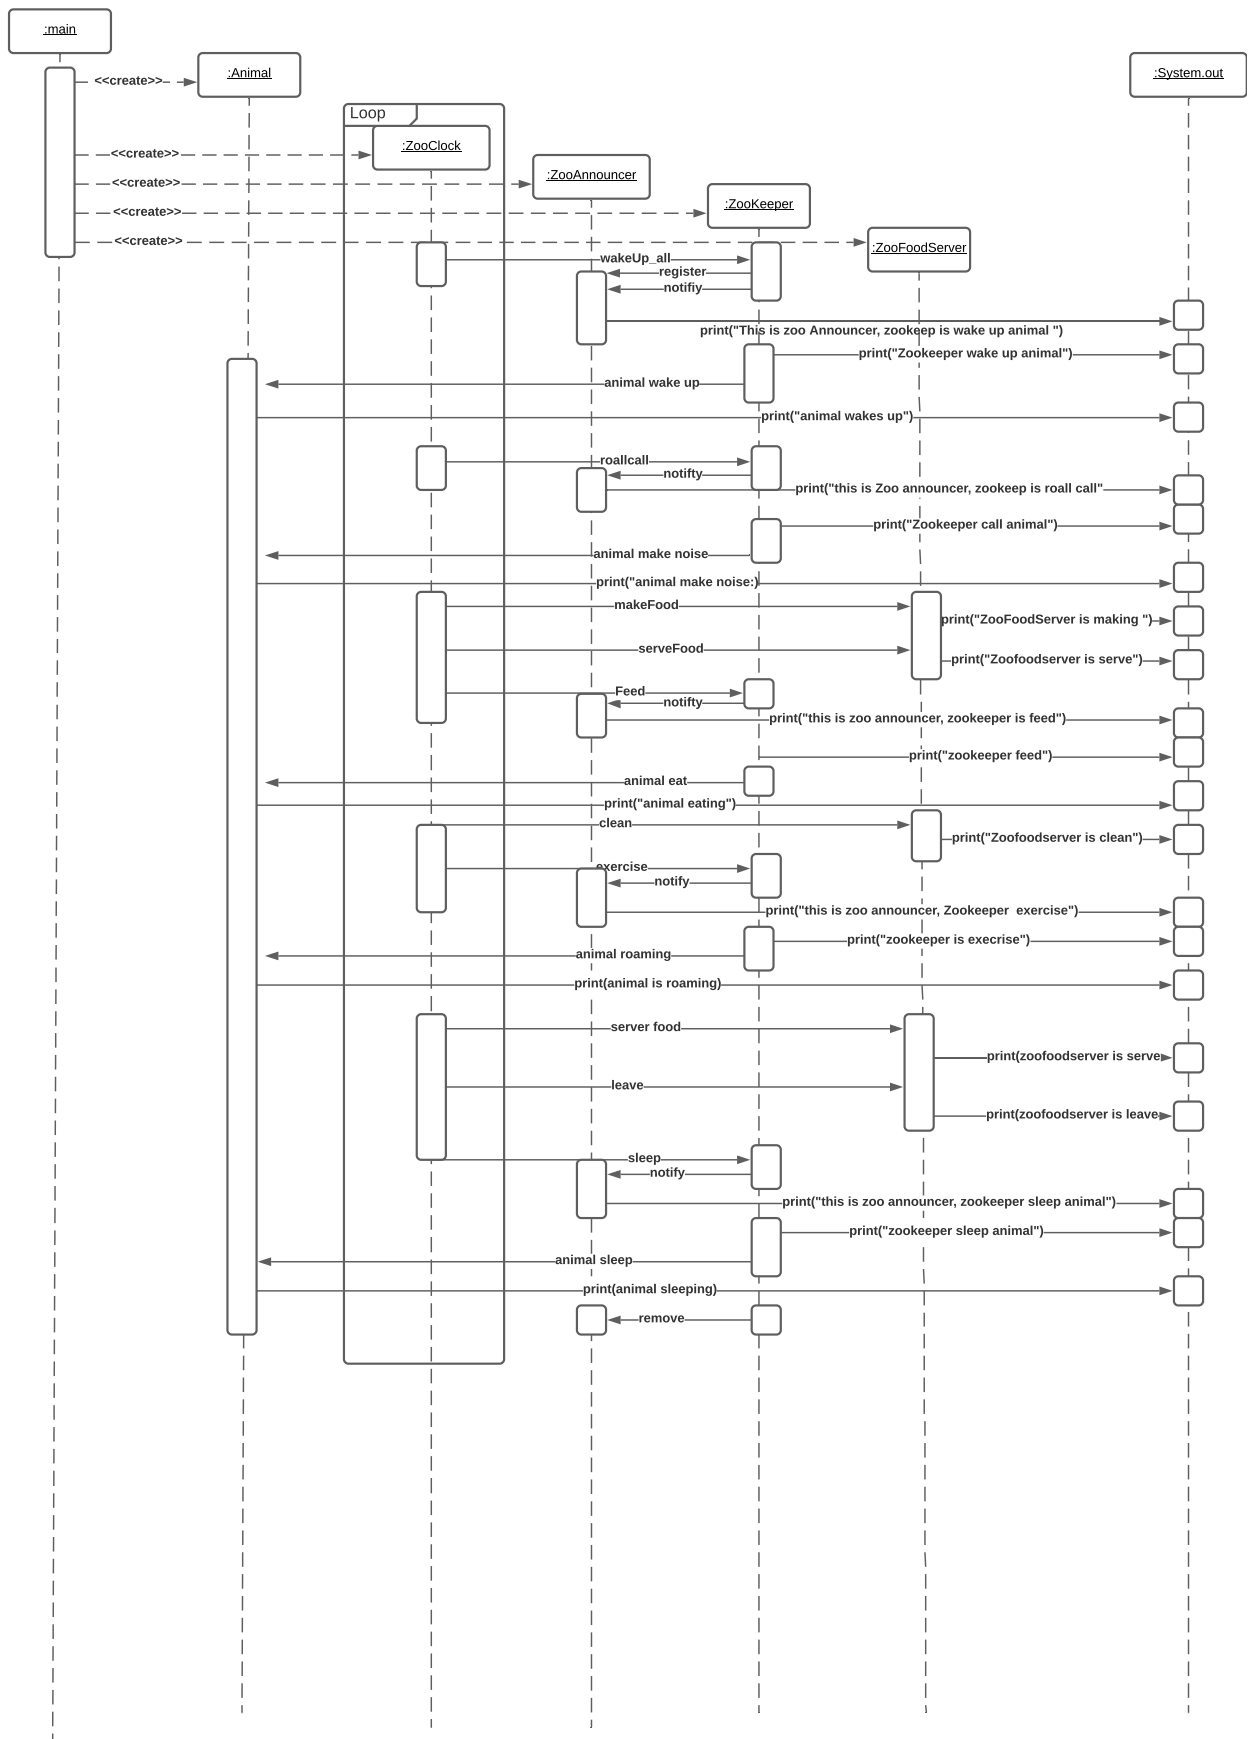 :main
:Animal
:System.out
<<create>>
Loop
:ZooClock
<<create>>
:ZooAnnouncer
<<create>>
:ZooKeeper
<<create>>
<<create>>
:ZooFoodServer
wakeUp_all
register
notifiy
print("This is zoo Announcer, zookeep is wake up animal ")
print("Zookeeper wake up animal")
animal wake up
print("animal wakes up")
roallcall
notifty
print("this is Zoo announcer, zookeep is roall call"
print("Zookeeper call animal")
animal make noise
print("animal make noise:)
makeFood
print("ZooFoodServer is making ")
serveFood
print("Zoofoodserver is serve")
Feed
notifty
print("this is zoo announcer, zookeeper is feed")
print("zookeeper feed")
animal eat
print("animal eating")
clean
print("Zoofoodserver is clean")
exercise
notify
print("this is zoo announcer, Zookeeper  exercise")
print("zookeeper is execrise")
animal roaming
print(animal is roaming)
server food
print(zoofoodserver is serve
leave
print(zoofoodserver is leave
sleep
notify
print("this is zoo announcer, zookeeper sleep animal")
print("zookeeper sleep animal")
animal sleep
print(animal sleeping)
remove